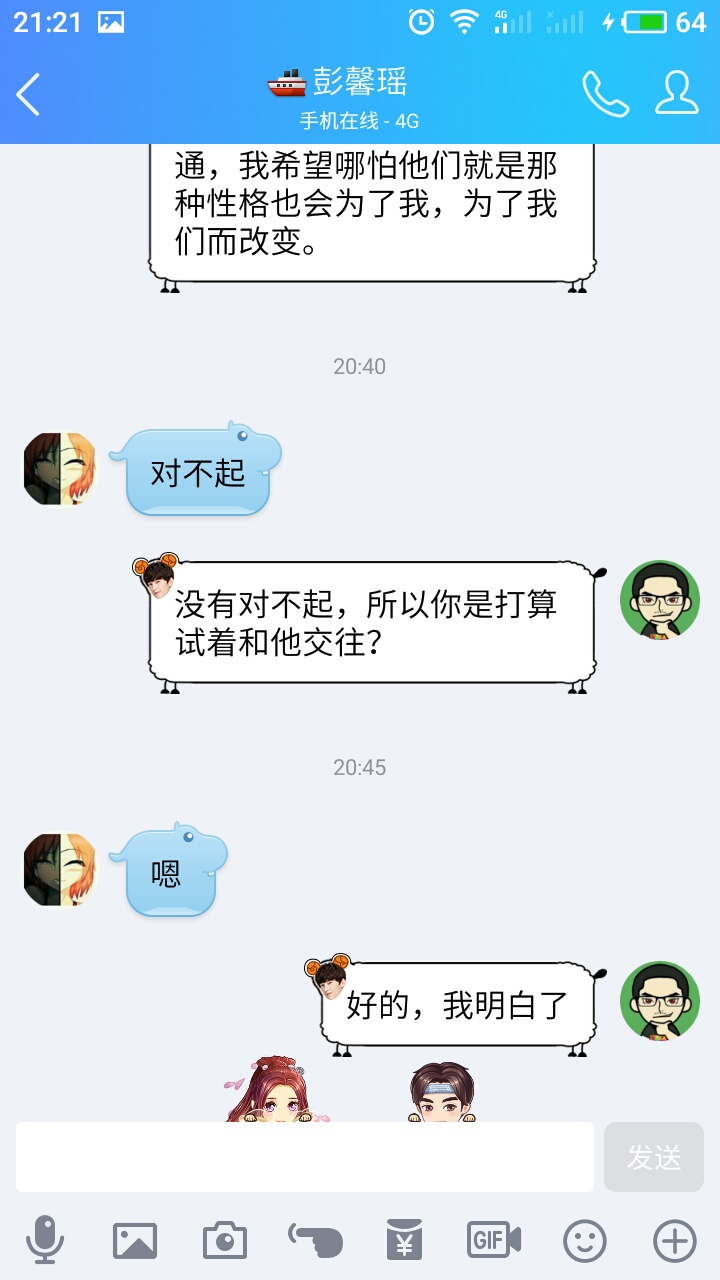 21:21
4G
64
彭馨瑶
手机在线 - 4G
通，我希望哪怕他们就是那
种性格也会为了我，为了我
们而改变。
20:40
对不起
没有对不起，所以你是打算
试着和他交往？
20:45
嗯
好的，我明白了
发送
¥
GIF